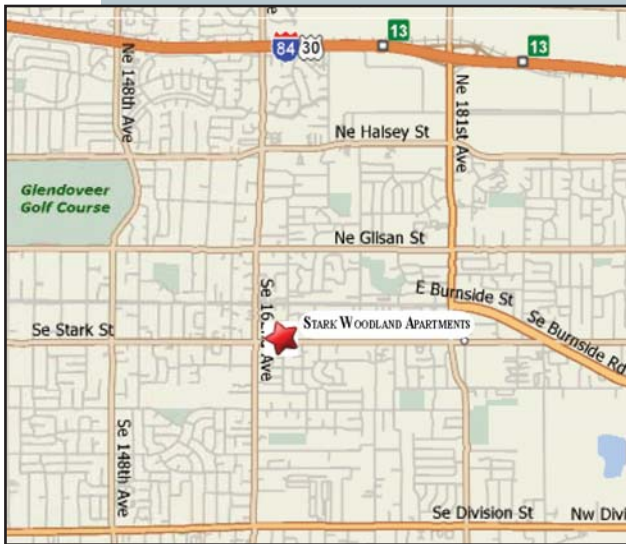 e
Ne 148th Ave
84
30
13
13
Ne 181st Ave
Ne Halsey St
Glendoveer
Golf Course
Ne Glisan St
E Burnside St
Se Burnside Rd
Se Stark St
STARK WOODLAND APARTMENTS
Ave
Se 148th Ave
Se Division St
Nw Divi